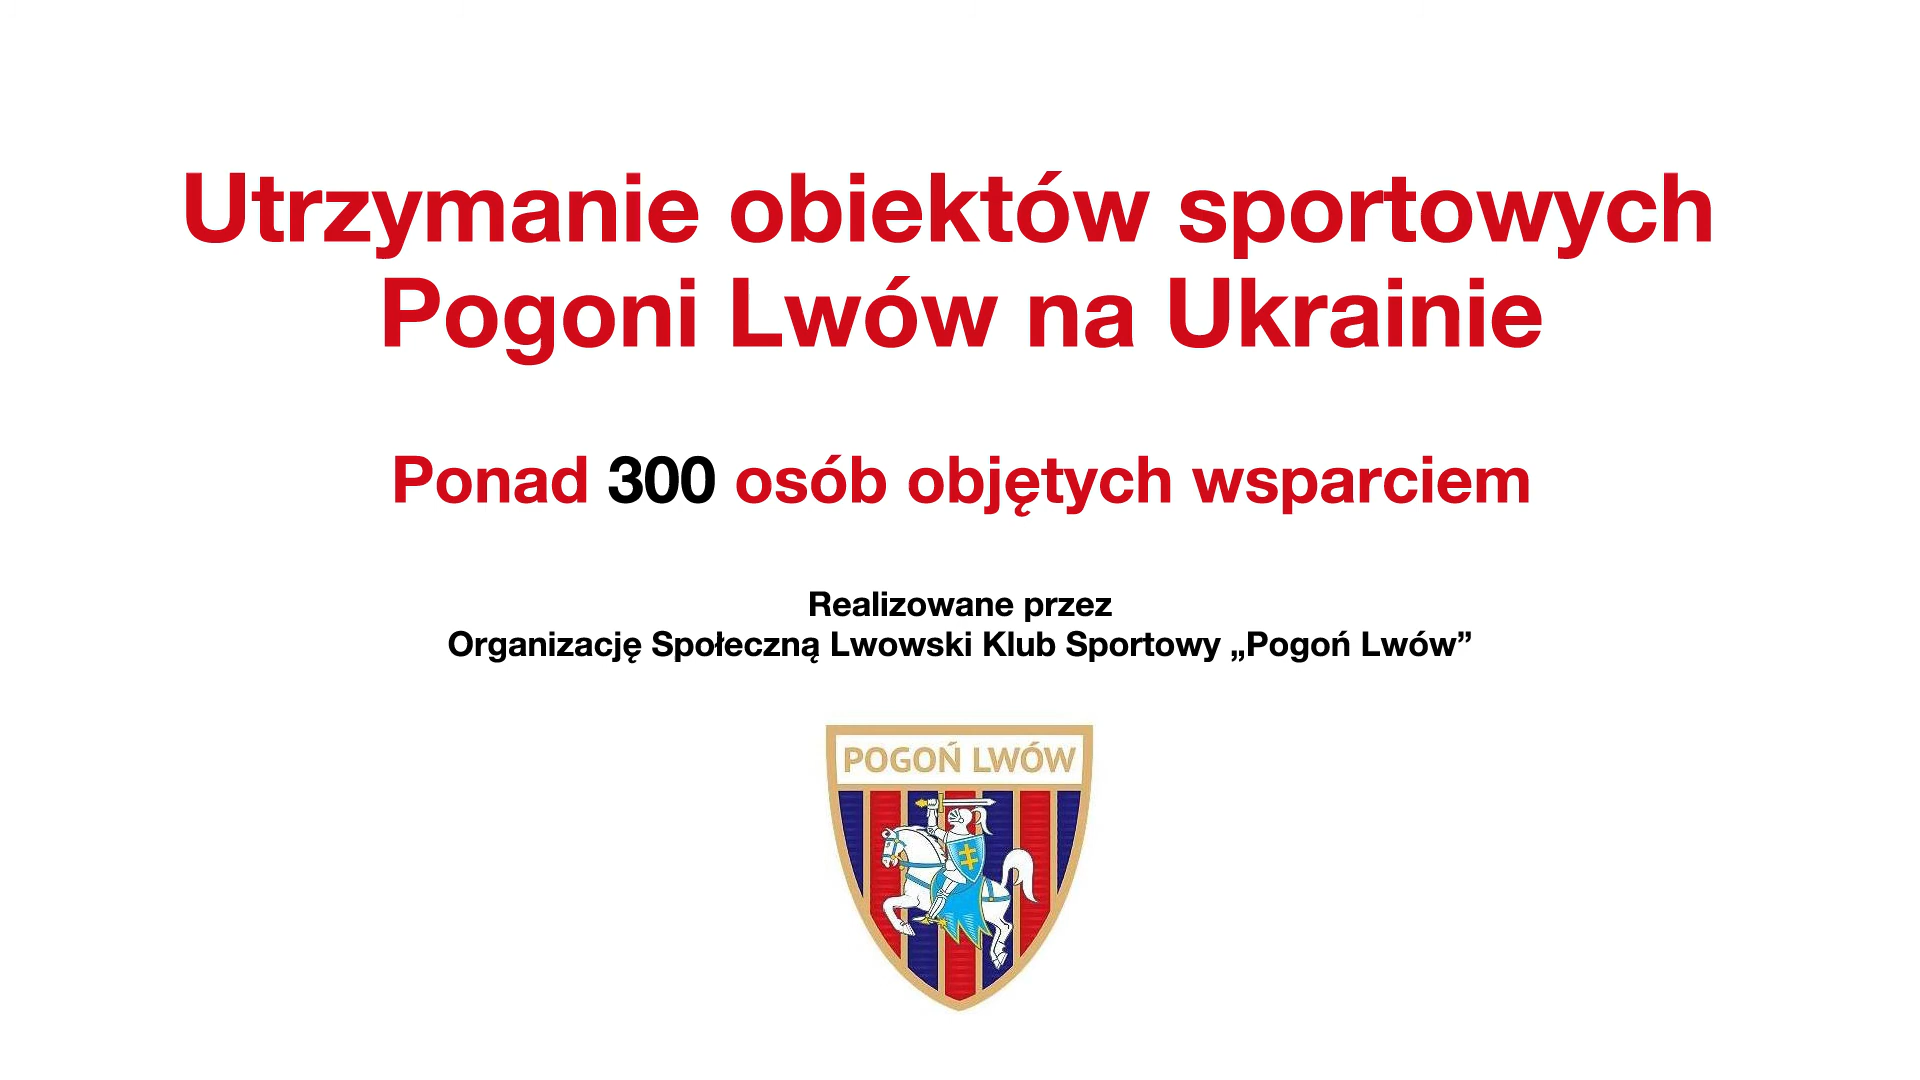 Utrzymanie obiektów sportowych
Pogoni Lwów na Ukrainie
Ponad 300 osób objętych wsparciem
Realizowane przez
Organizację Społeczną Lwowski Klub Sportowy „Pogoń Lwów”
POGOŃ LWÓW